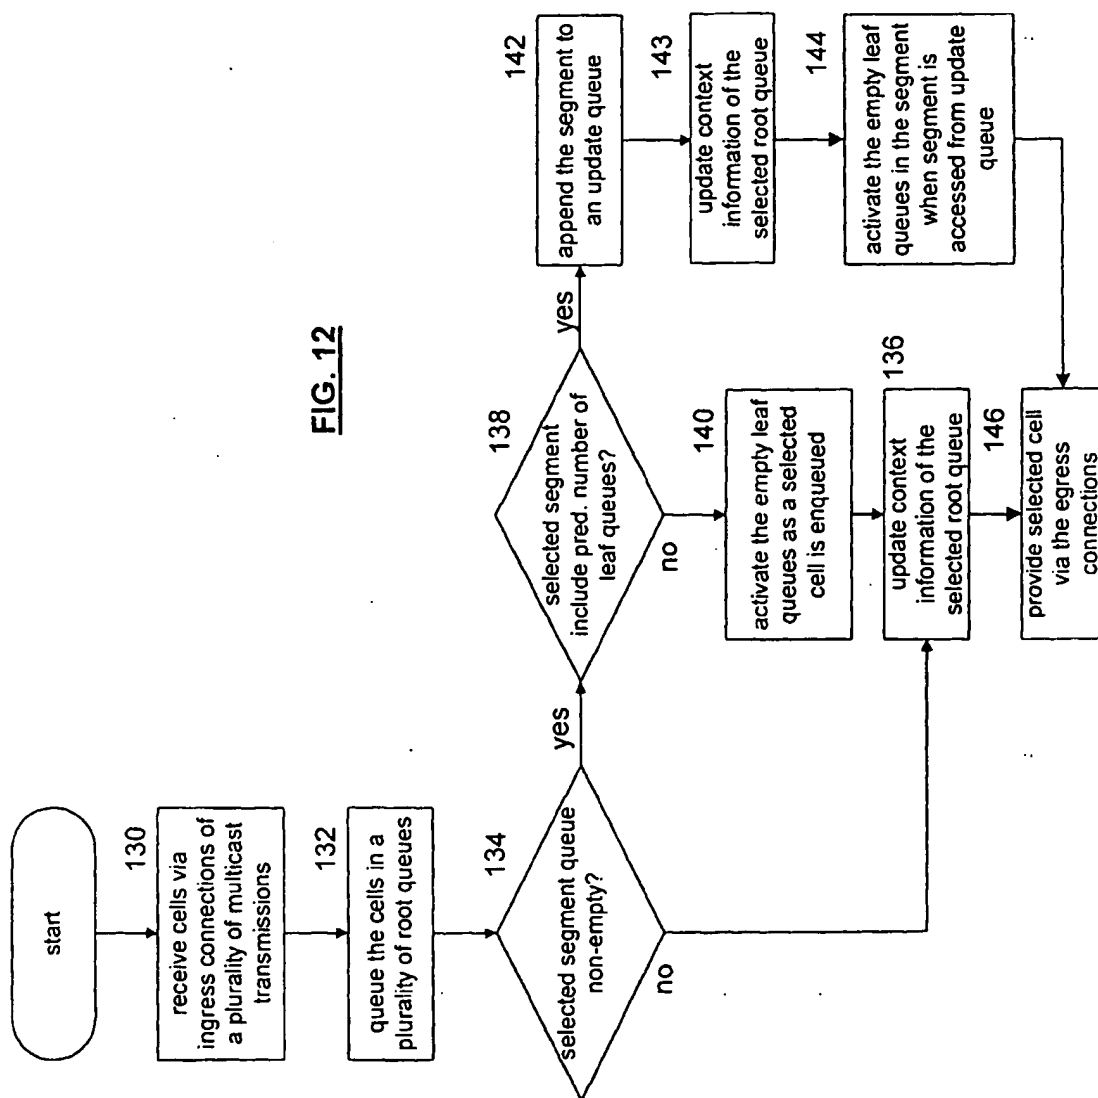 FIG. 12
start
130
receive cells via
ingress connections of
a plurality of multicast
transmissions
132
queue the cells in a
plurality of root queues
134
selected segment queue
non-empty?
yes
no
138
selected segment
include pred. number of
leaf queues?
yes
no
142
append the segment to
an update queue
143
update context
information of the
selected root queue
144
activate the empty leaf
queues in the segment
when segment is
accessed from update
queue
140
activate the empty leaf
queues as a selected
cell is enqueued
136
update context
information of the
selected root queue
146
provide selected cell
via the egress
connections